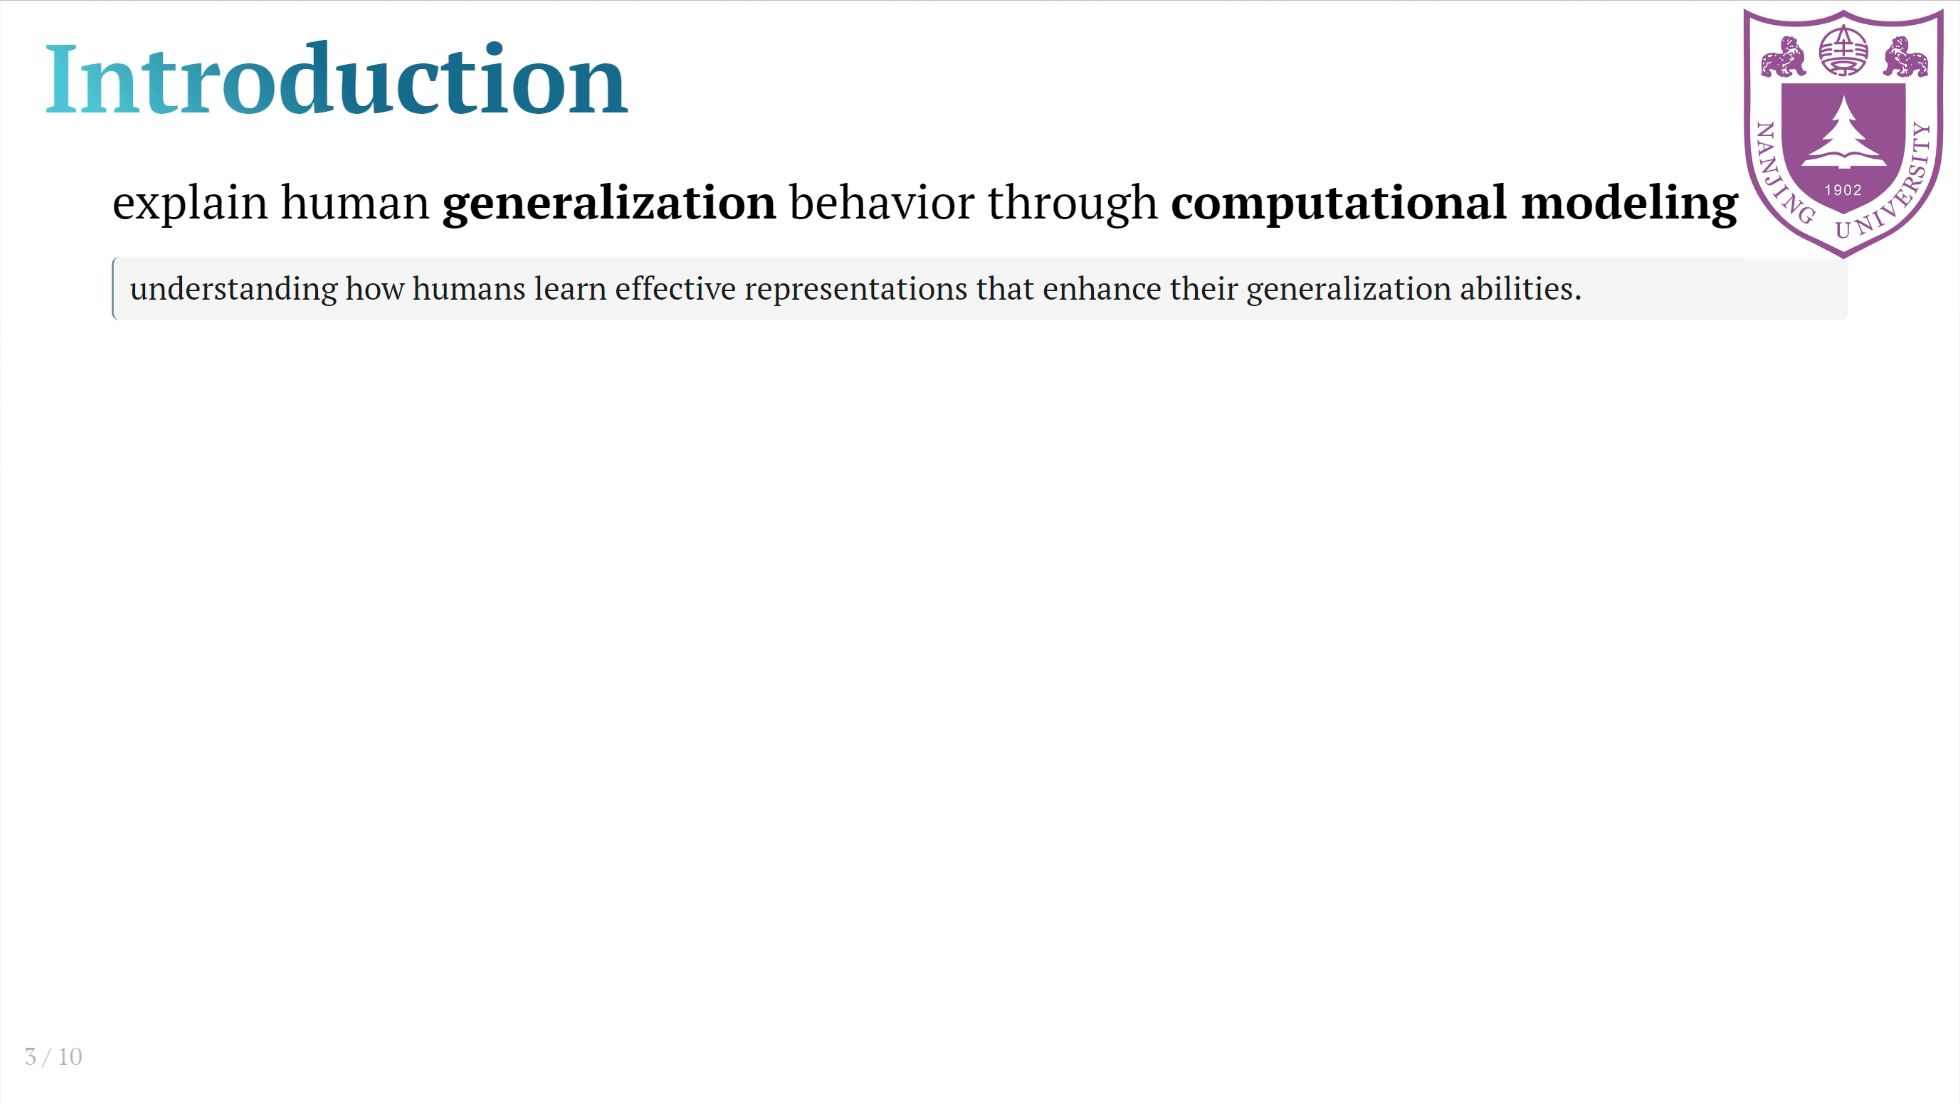 Introduction
explain human generalization behavior through computational modeling
understanding how humans learn effective representations that enhance their generalization abilities.
NANJING UNIVERSITY
1902
3 / 10